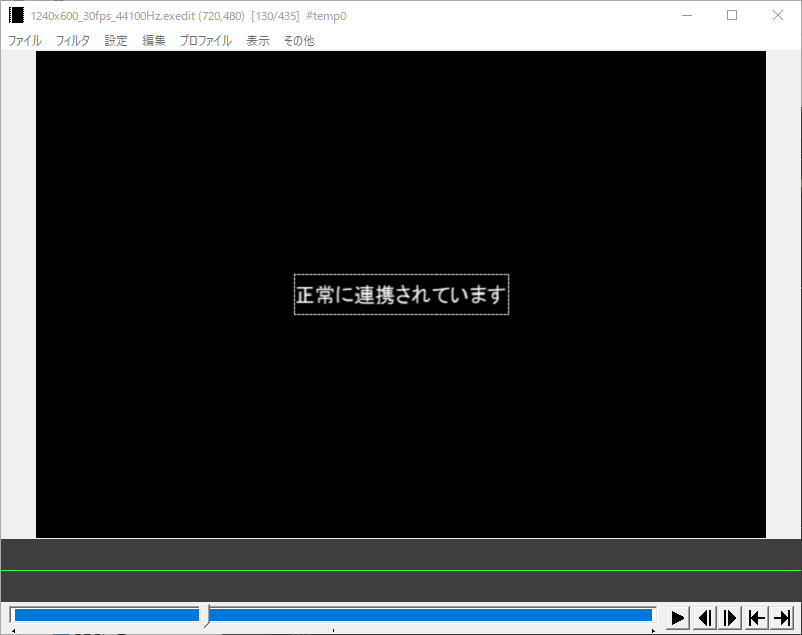 1240x600_30fps_44100Hz.exedit (720,480) [130/435] #temp0
ファイル フィルタ 設定 編集 プロファイル 表示 その他
正常に連携されています